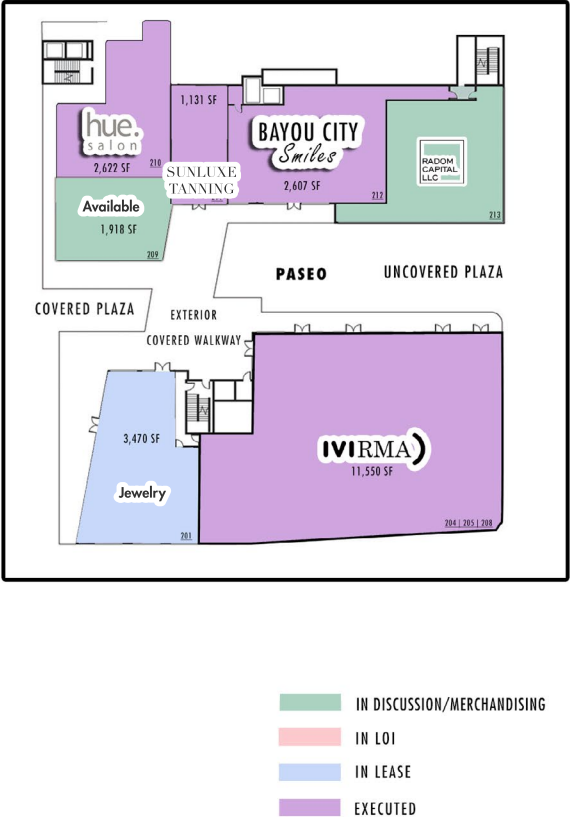 1,131 SF
hue.
salon
2,622 SF
210
SUNLUXE
TANNING
BAYOU CITY
Smiles
2,607 SF
212
RADOM
CAPITAL
LLC
213
Available
1,918 SF
209
PASEO
UNCOVERED PLAZA
COVERED PLAZA
EXTERIOR
COVERED WALKWAY
3,470 SF
Jewelry
201
IVIRMA
11,550 SF
204 | 205 | 208
IN DISCUSSION/MERCHANDISING
IN LOI
IN LEASE
EXECUTED